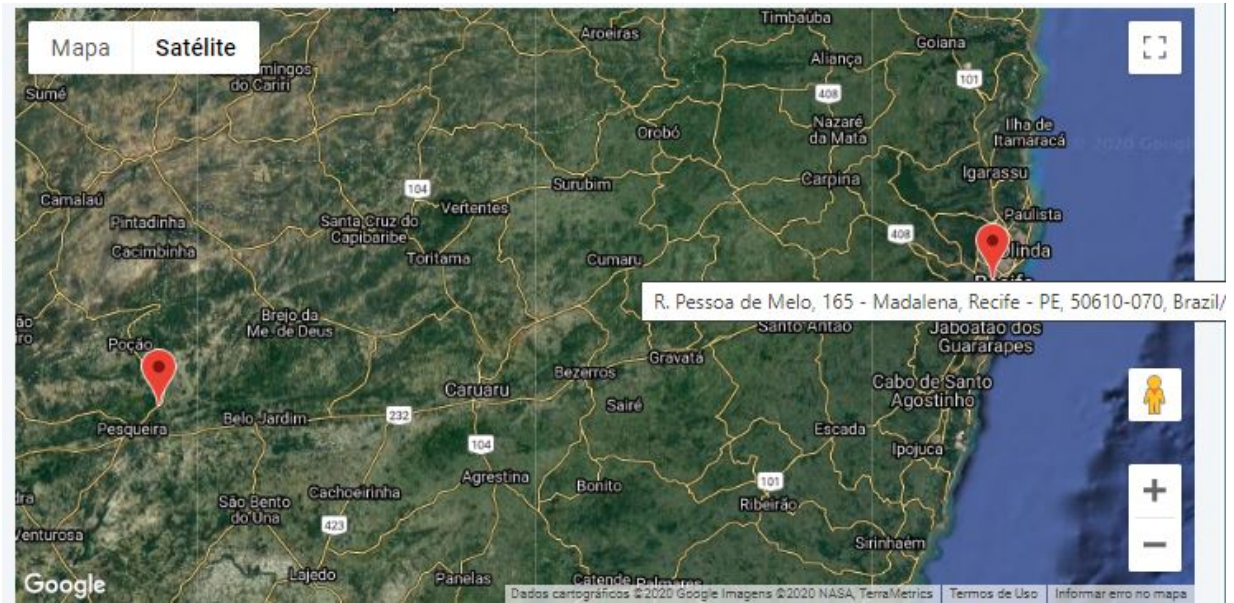 Mapa
Satélite
Timbaúba
Aroeiras
Goiana
Aliança
101
mingos
do Cariri
Sumé
408
Nazaré
da Mata
Ilha de
Itamaracá
Orobó
Igarassu
Carpina
Surubim
104
Camalaú
Vertentes
Pintadinha
Santa Cruz do
Capibaribe
Paulista
408
Cacimbinha
Toritama
Cumaru
linda
R. Pessoa de Melo, 165 - Madalena, Recife - PE, 50610-070, Brazil/
Brejo da
Me. de Deus
Santo Antão
Jaboatão dos
Guararapes
Poção
Gravatá
Bezerros
Caruaru
Cabo de Santo
Agostinho
Sairé
Belo Jardim
232
Pesqueira
Escada
Ipojuca
104
Agrestina
Bonito
101
Ribeirão
Cachoeirinha
São Bento
do Una
423
Venturosa
Sirinhaém
Lajedo
Panelas
Catende
Palmares
Google
Dados cartográficos ©2020 Google Imagens ©2020 NASA, TerraMetrics
Termos de Uso
Informar erro no mapa